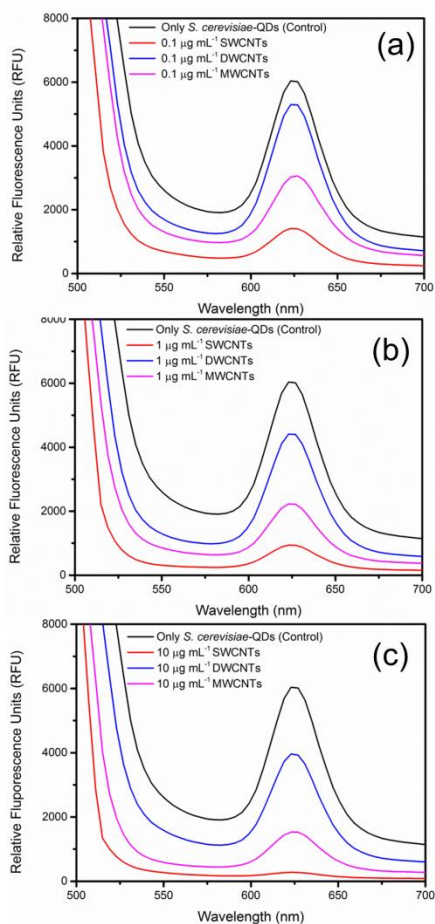 8000
6000
4000
2000
0
500
550
600
650
700
Relative Fluorescence Units (RFU)
Wavelength (nm)
Only S. cerevisiae-QDs (Control)
0.1 μg mL⁻¹ SWCNTs
0.1 μg mL⁻¹ DWCNTs
0.1 μg mL⁻¹ MWCNTs
(a)
8000
6000
4000
2000
0
500
550
600
650
700
Relative Fluorescence Units (RFU)
Wavelength (nm)
Only S. cerevisiae-QDs (Control)
1 μg mL⁻¹ SWCNTs
1 μg mL⁻¹ DWCNTs
1 μg mL⁻¹ MWCNTs
(b)
8000
6000
4000
2000
0
500
550
600
650
700
Relative Fluporescence Units (RFU)
Wavelength (nm)
Only S. cerevisiae-QDs (Control)
10 μg mL⁻¹ SWCNTs
10 μg mL⁻¹ DWCNTs
10 μg mL⁻¹ MWCNTs
(c)